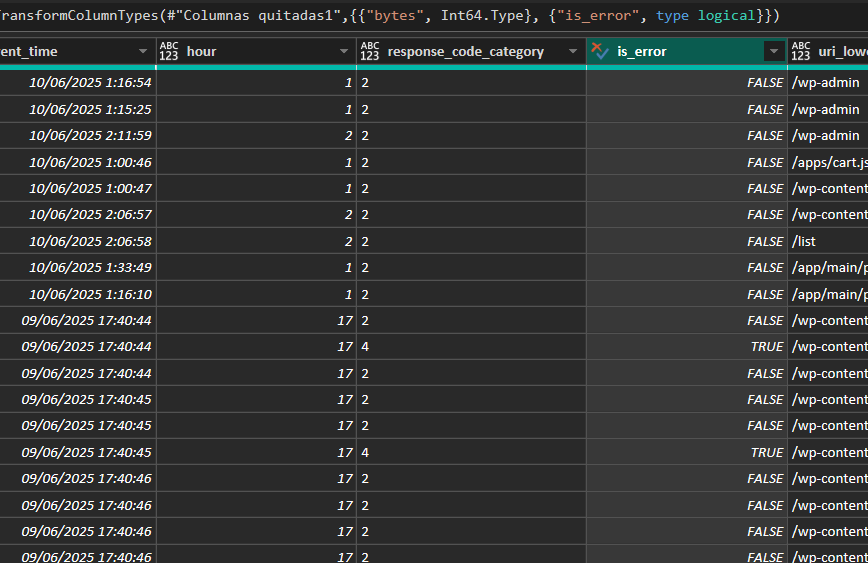 TransformColumnTypes(#"Columnas quitadas1",{{"bytes", Int64.Type}, {"is_error", type logical}})
ent_time ABC 123 hour ABC 123 response_code_category is_error ABC 123 uri_lowe
10/06/2025 1:16:54 1 2 FALSE /wp-admin
10/06/2025 1:15:25 1 2 FALSE /wp-admin
10/06/2025 2:11:59 2 2 FALSE /wp-admin
10/06/2025 1:00:46 1 2 FALSE /apps/cart.js
10/06/2025 1:00:47 1 2 FALSE /wp-content
10/06/2025 2:06:57 2 2 FALSE /wp-content
10/06/2025 2:06:58 2 2 FALSE /list
10/06/2025 1:33:49 1 2 FALSE /app/main/p
10/06/2025 1:16:10 1 2 FALSE /app/main/p
09/06/2025 17:40:44 17 2 FALSE /wp-content
09/06/2025 17:40:44 17 4 TRUE /wp-content
09/06/2025 17:40:44 17 2 FALSE /wp-content
09/06/2025 17:40:45 17 2 FALSE /wp-content
09/06/2025 17:40:45 17 2 FALSE /wp-content
09/06/2025 17:40:45 17 4 TRUE /wp-content
09/06/2025 17:40:46 17 2 FALSE /wp-content
09/06/2025 17:40:46 17 2 FALSE /wp-content
09/06/2025 17:40:46 17 2 FALSE /wp-content
09/06/2025 17:40:46 17 2 FALSE /wp-content